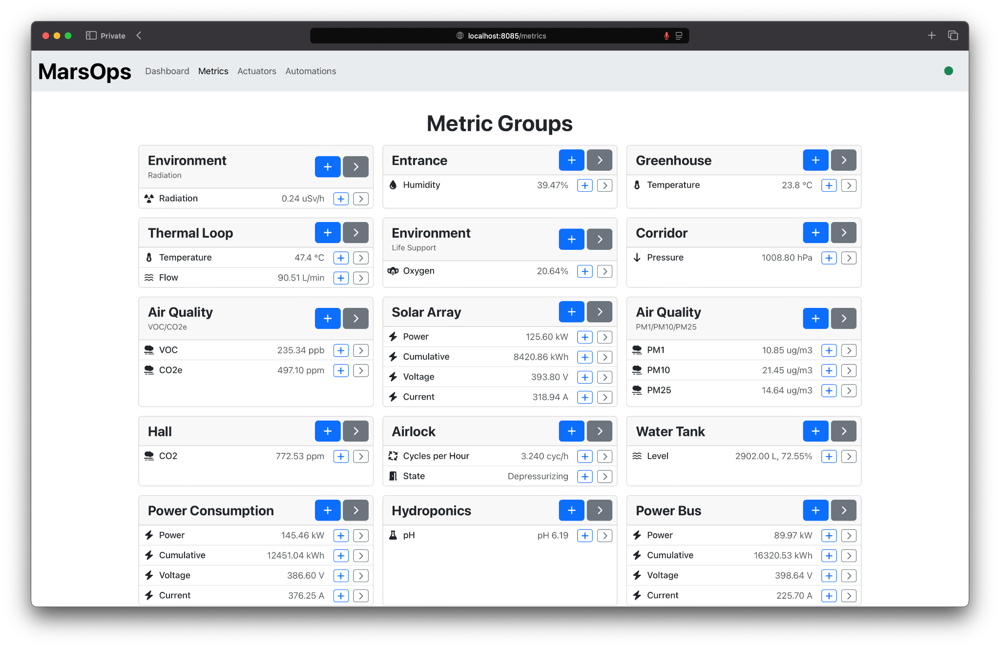 Private
localhost:8085/metrics
MarsOps Dashboard Metrics Actuators Automations
Metric Groups
Environment
Radiation
Radiation 0.24 uSv/h
Entrance
Humidity 39.47%
Greenhouse
Temperature 23.8 °C
Thermal Loop
Temperature 47.4 °C
Flow 90.51 L/min
Environment
Life Support
Oxygen 20.64%
Corridor
Pressure 1008.80 hPa
Air Quality
VOC/CO2e
VOC 235.34 ppb
CO2e 497.10 ppm
Solar Array
Power 125.60 kW
Cumulative 8420.86 kWh
Voltage 393.80 V
Current 318.94 A
Air Quality
PM1/PM10/PM25
PM1 10.85 ug/m3
PM10 21.45 ug/m3
PM25 14.64 ug/m3
Hall
CO2 772.53 ppm
Airlock
Cycles per Hour 3.240 cyc/h
State Depressurizing
Water Tank
Level 2902.00 L, 72.55%
Power Consumption
Power 145.46 kW
Cumulative 12451.04 kWh
Voltage 386.60 V
Current 376.25 A
Hydroponics
pH pH 6.19
Power Bus
Power 89.97 kW
Cumulative 16320.53 kWh
Voltage 398.64 V
Current 225.70 A